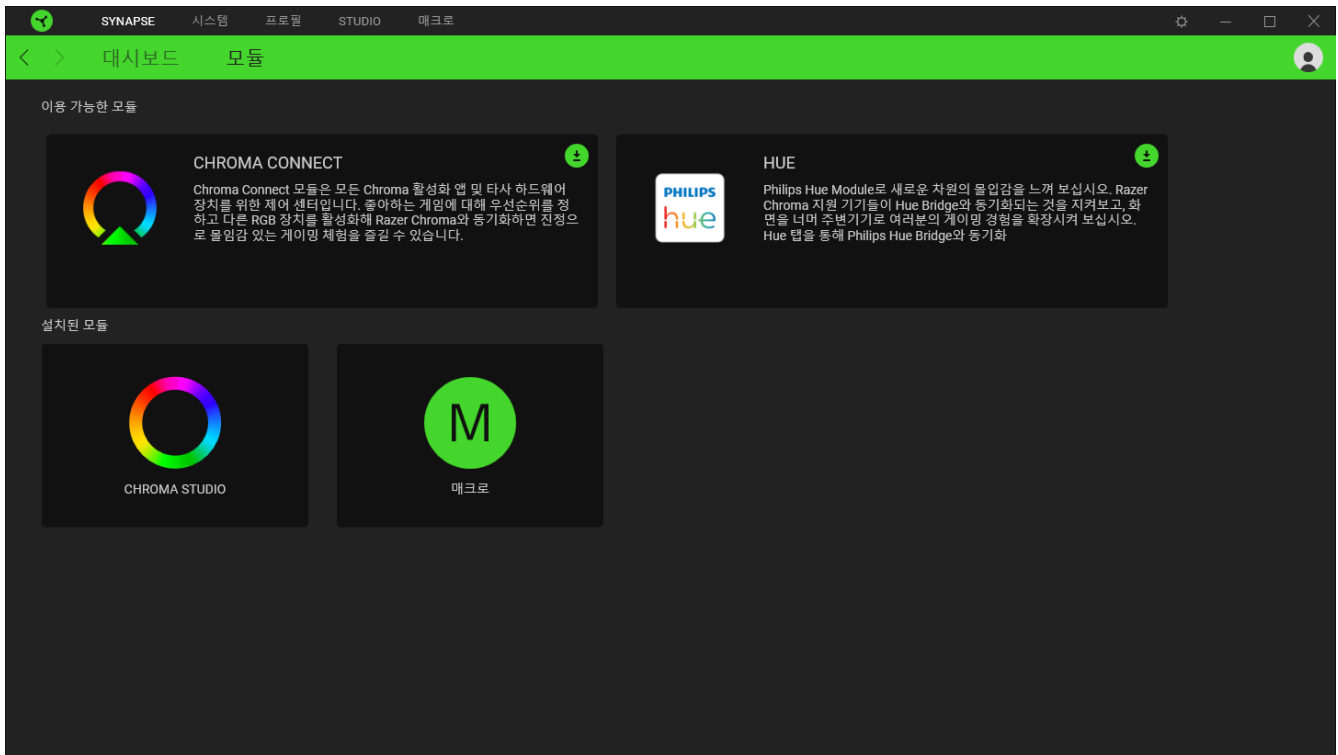 SYNAPSE 시스템 프로필 STUDIO 매크로
대시보드 모듈
이용 가능한 모듈
CHROMA CONNECT
Chroma Connect 모듈은 모든 Chroma 활성화 앱 및 타사 하드웨어
장치를 위한 제어 센터입니다. 좋아하는 게임에 대해 우선순위를 정
하고 다른 RGB 장치를 활성화해 Razer Chroma와 동기화하면 진정으
로 몰입감 있는 게이밍 체험을 즐길 수 있습니다.
PHILIPS
hue
HUE
Philips Hue Module로 새로운 차원의 몰입감을 느껴 보십시오. Razer
Chroma 지원 기기들이 Hue Bridge와 동기화되는 것을 지켜보고, 화
면을 너머 주변기기로 여러분의 게이밍 경험을 확장시켜 보십시오.
Hue 탭을 통해 Philips Hue Bridge와 동기화
설치된 모듈
CHROMA STUDIO
M
매크로